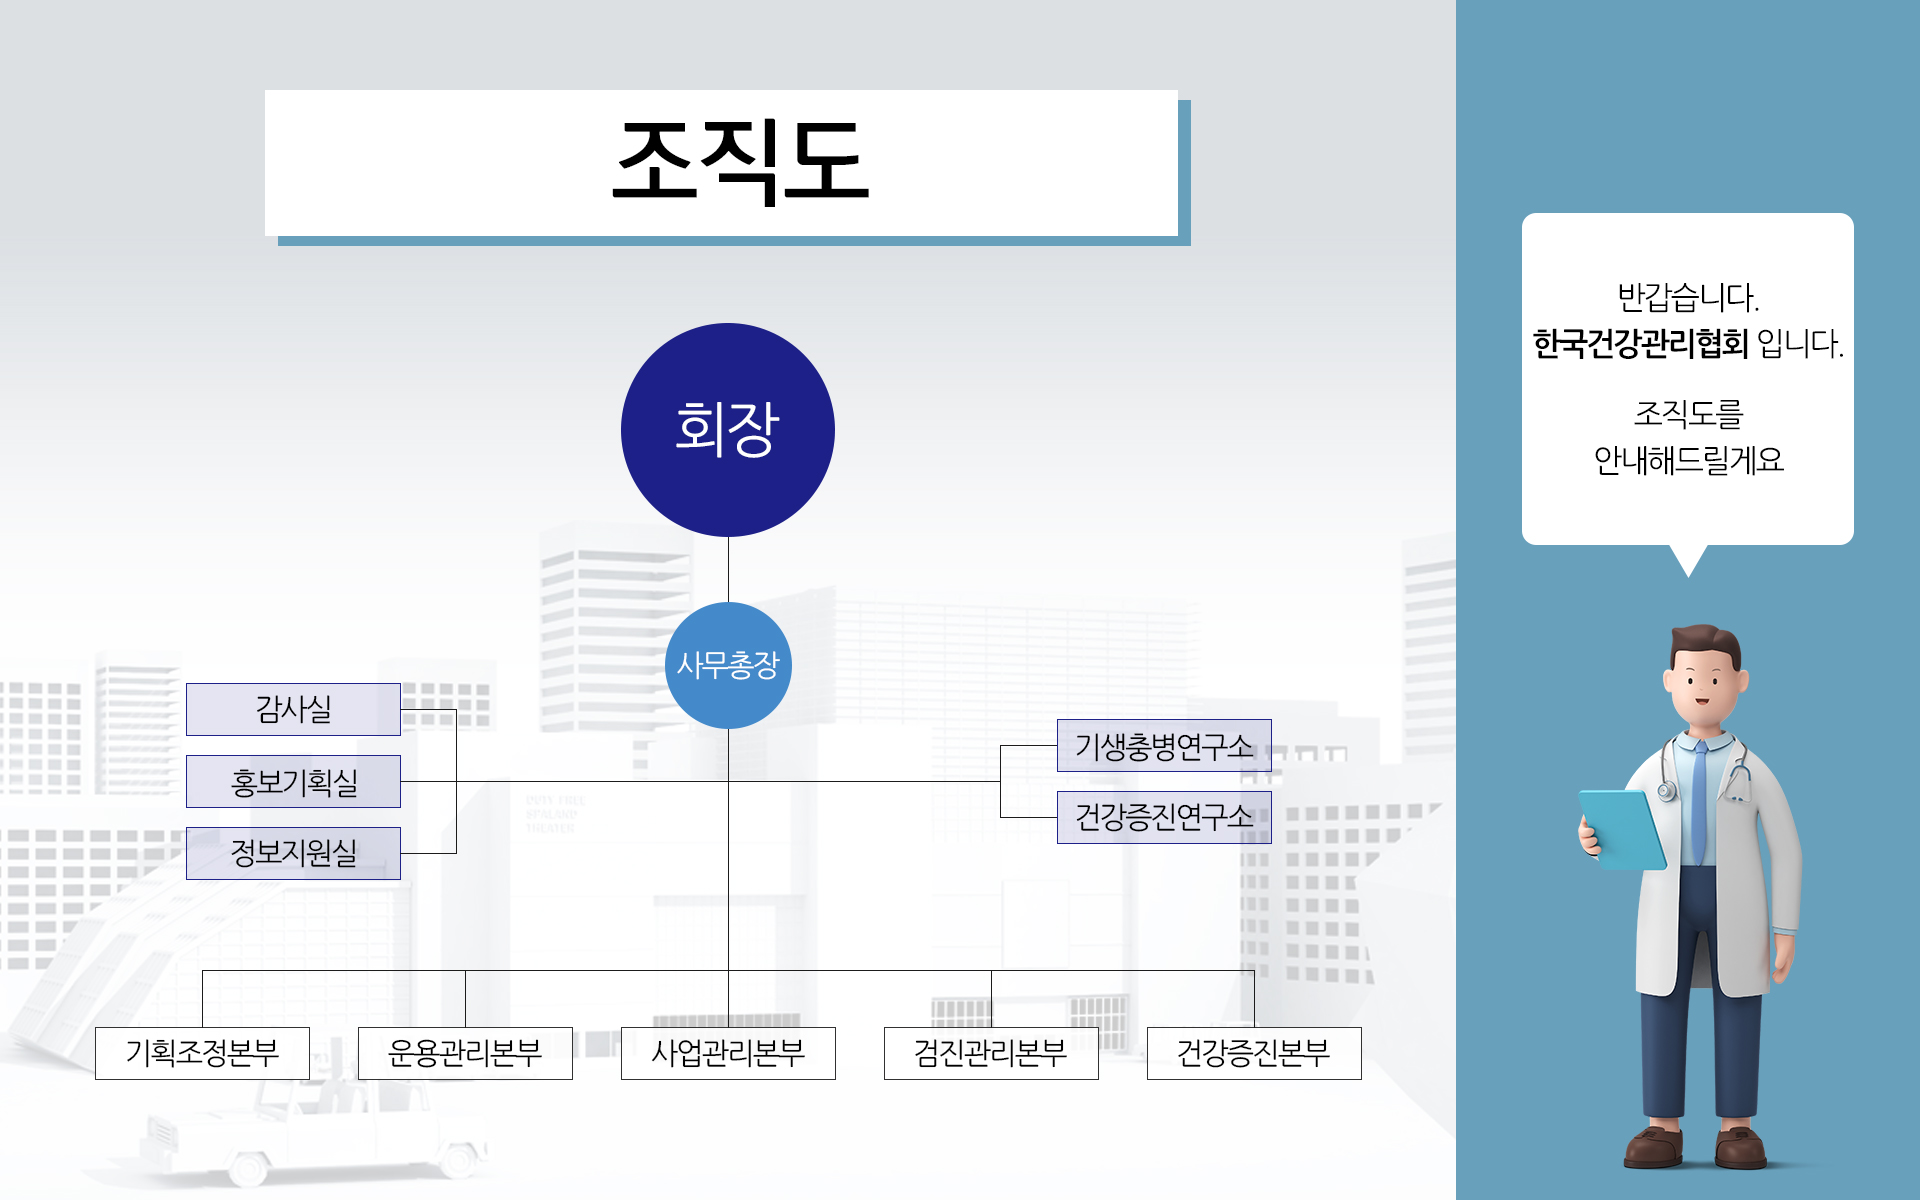 조직도
회장
사무총장
감사실
홍보기획실
정보지원실
기생충병연구소
건강증진연구소
기획조정본부
운용관리본부
사업관리본부
검진관리본부
건강증진본부
반갑습니다.
한국건강관리협회 입니다.
조직도를
안내해드릴게요